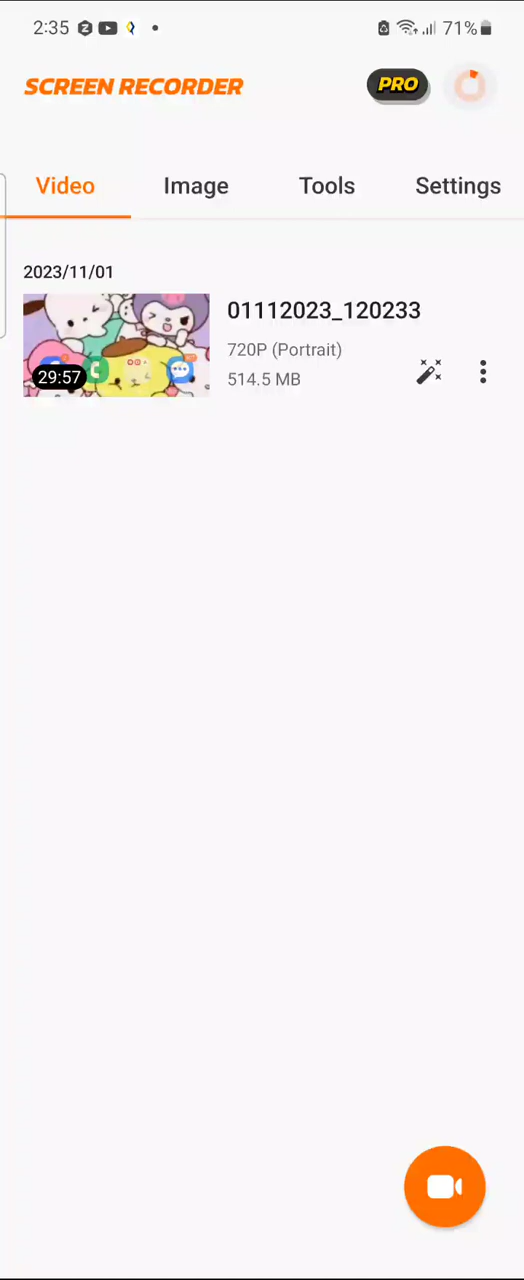 2:35
71%
SCREEN RECORDER
PRO
Video
Image
Tools
Settings
2023/11/01
01112023_120233
720P (Portrait)
29:57
514.5 MB